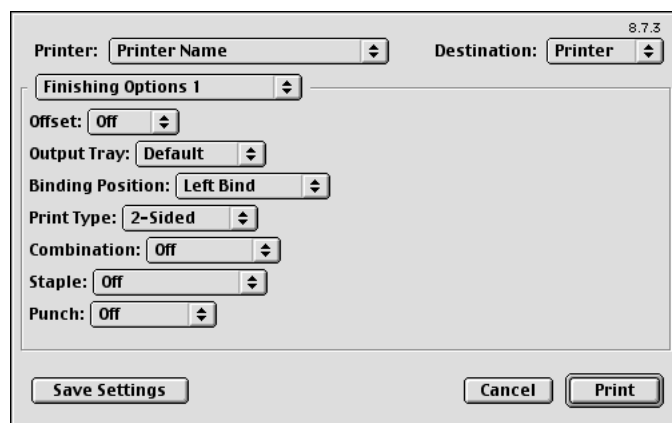 8.7.3
Printer: Printer Name Destination: Printer
Finishing Options 1
Offset: Off
Output Tray: Default
Binding Position: Left Bind
Print Type: 2-Sided
Combination: Off
Staple: Off
Punch: Off
Save Settings Cancel Print